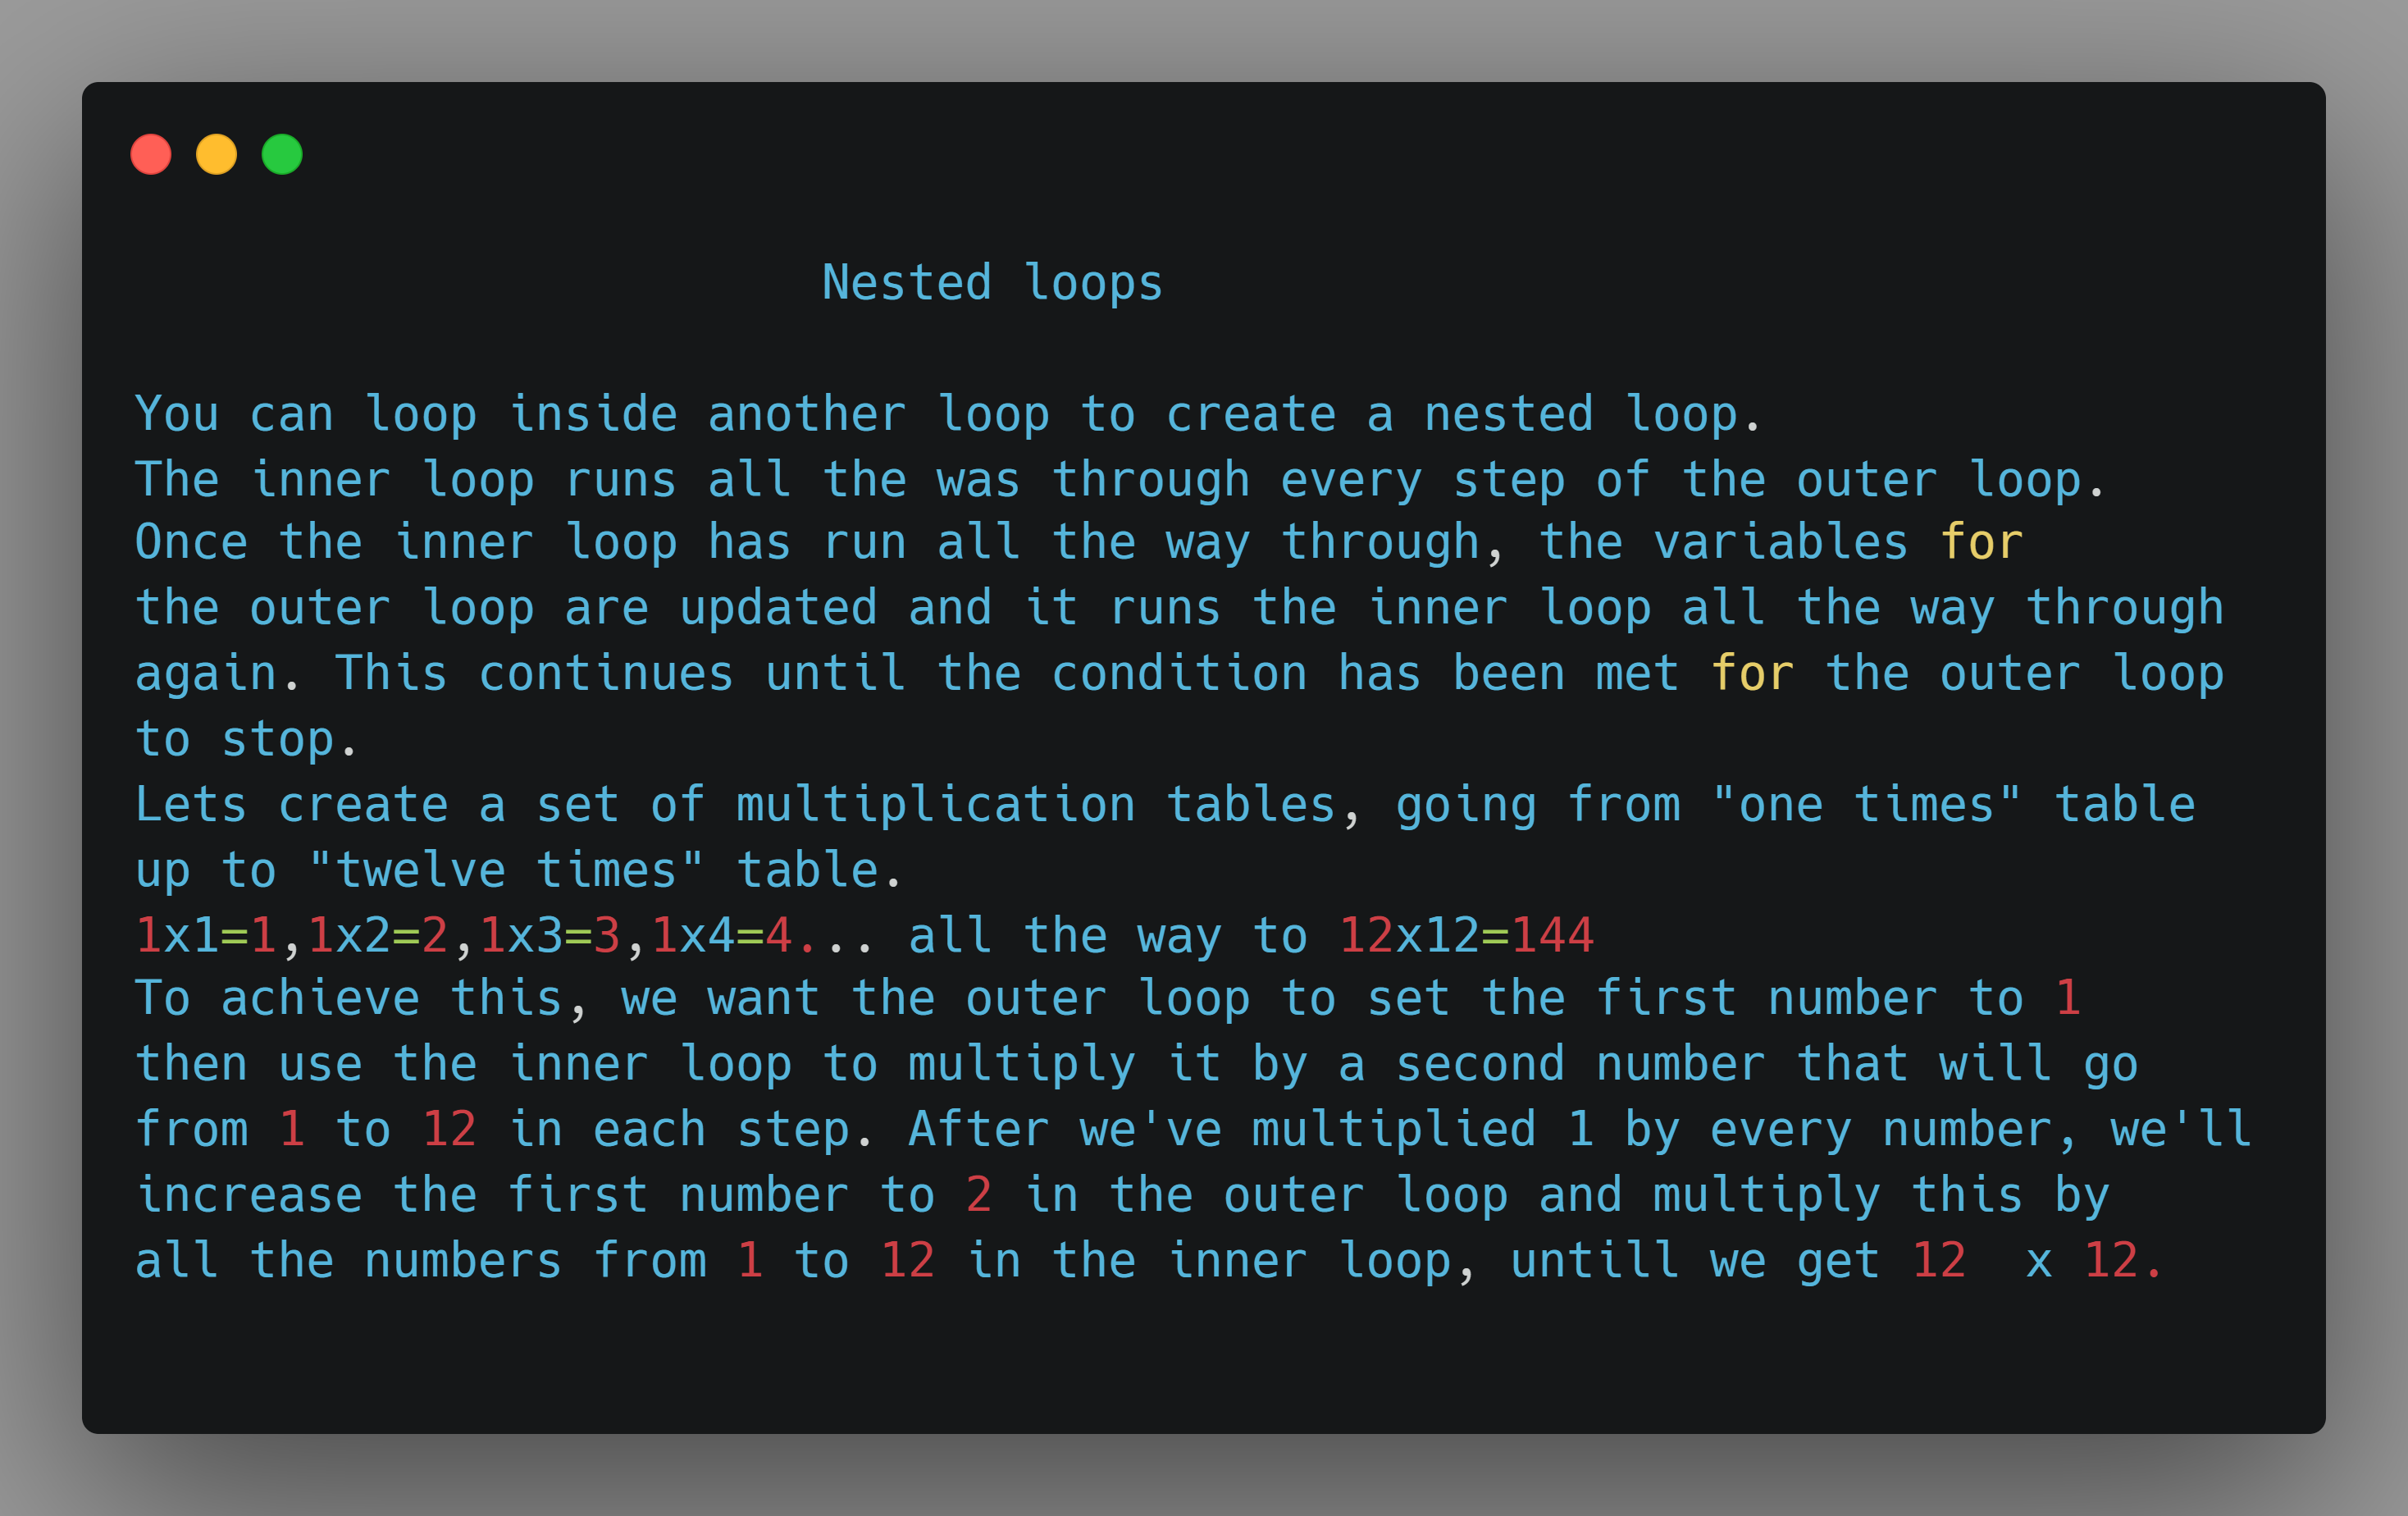 Nested loops
You can loop inside another loop to create a nested loop.
The inner loop runs all the was through every step of the outer loop.
Once the inner loop has run all the way through, the variables for
the outer loop are updated and it runs the inner loop all the way through
again. This continues until the condition has been met for the outer loop
to stop.
Lets create a set of multiplication tables, going from "one times" table
up to "twelve times" table.
1x1=1,1x2=2,1x3=3,1x4=4... all the way to 12x12=144
To achieve this, we want the outer loop to set the first number to 1
then use the inner loop to multiply it by a second number that will go
from 1 to 12 in each step. After we've multiplied 1 by every number, we'll
increase the first number to 2 in the outer loop and multiply this by
all the numbers from 1 to 12 in the inner loop, untill we get 12  x 12.